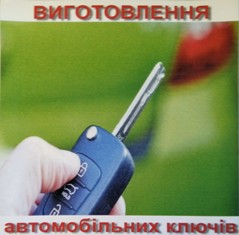 ВИГОТОВЛЕННЯ
автомобільних ключів